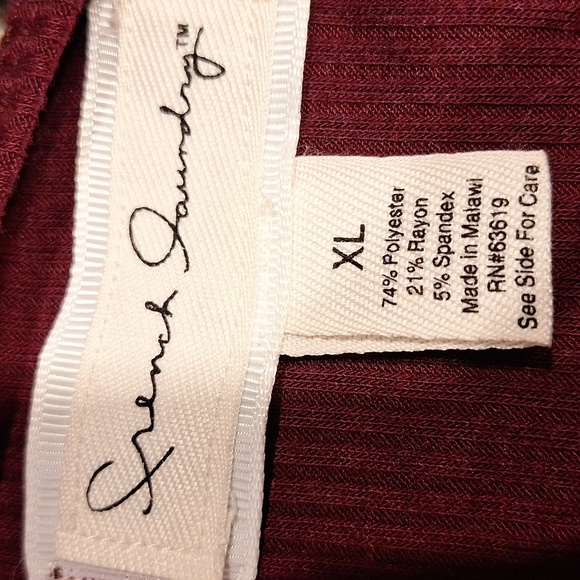 French Laundry™
XL
74% Polyester
21% Rayon
5% Spandex
Made in Malawi
RN#63619
See Side For Care